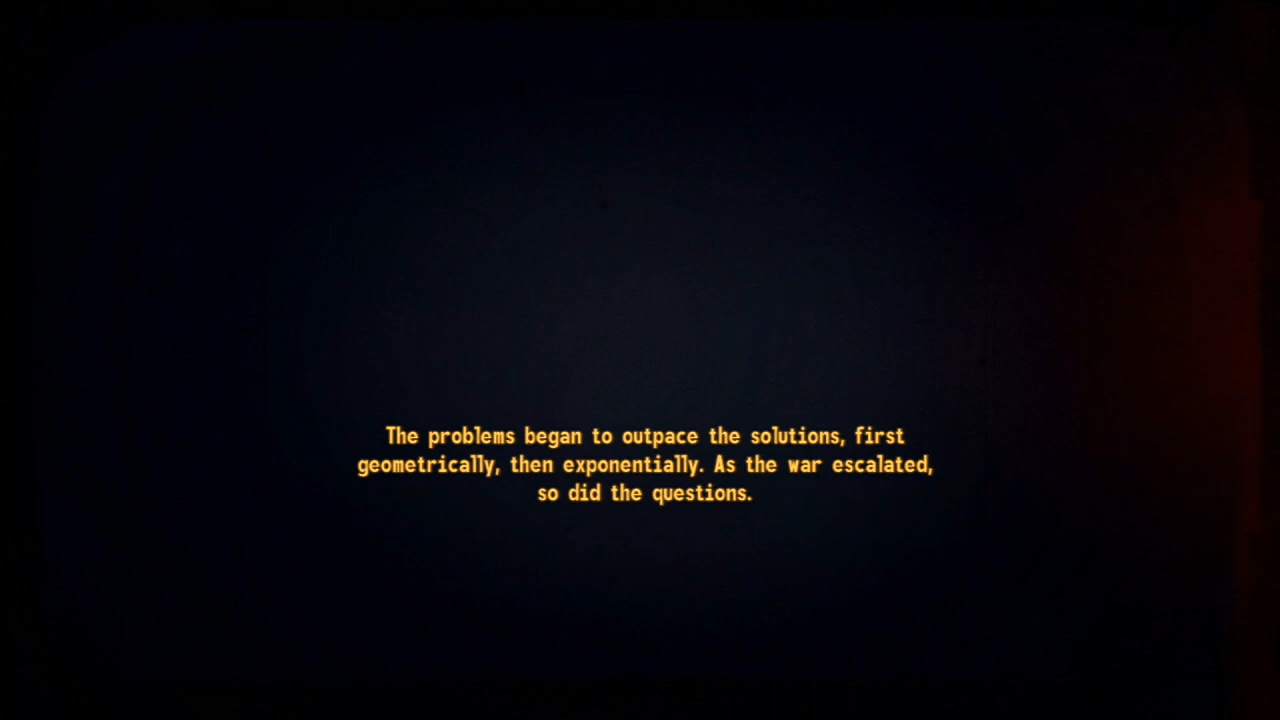 The problems began to outpace the solutions, first
geometrically, then exponentially. As the war escalated,
so did the questions.